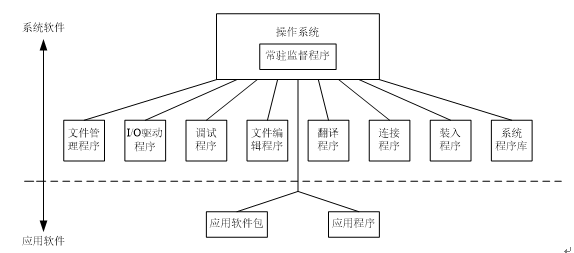 系统软件
操作系统
常驻监督程序
文件管
理程序
I/O驱动
程序
调试
程序
文件编
辑程序
翻译
程序
连接
程序
装入
程序
系统
程序库
应用软件包
应用程序
应用软件